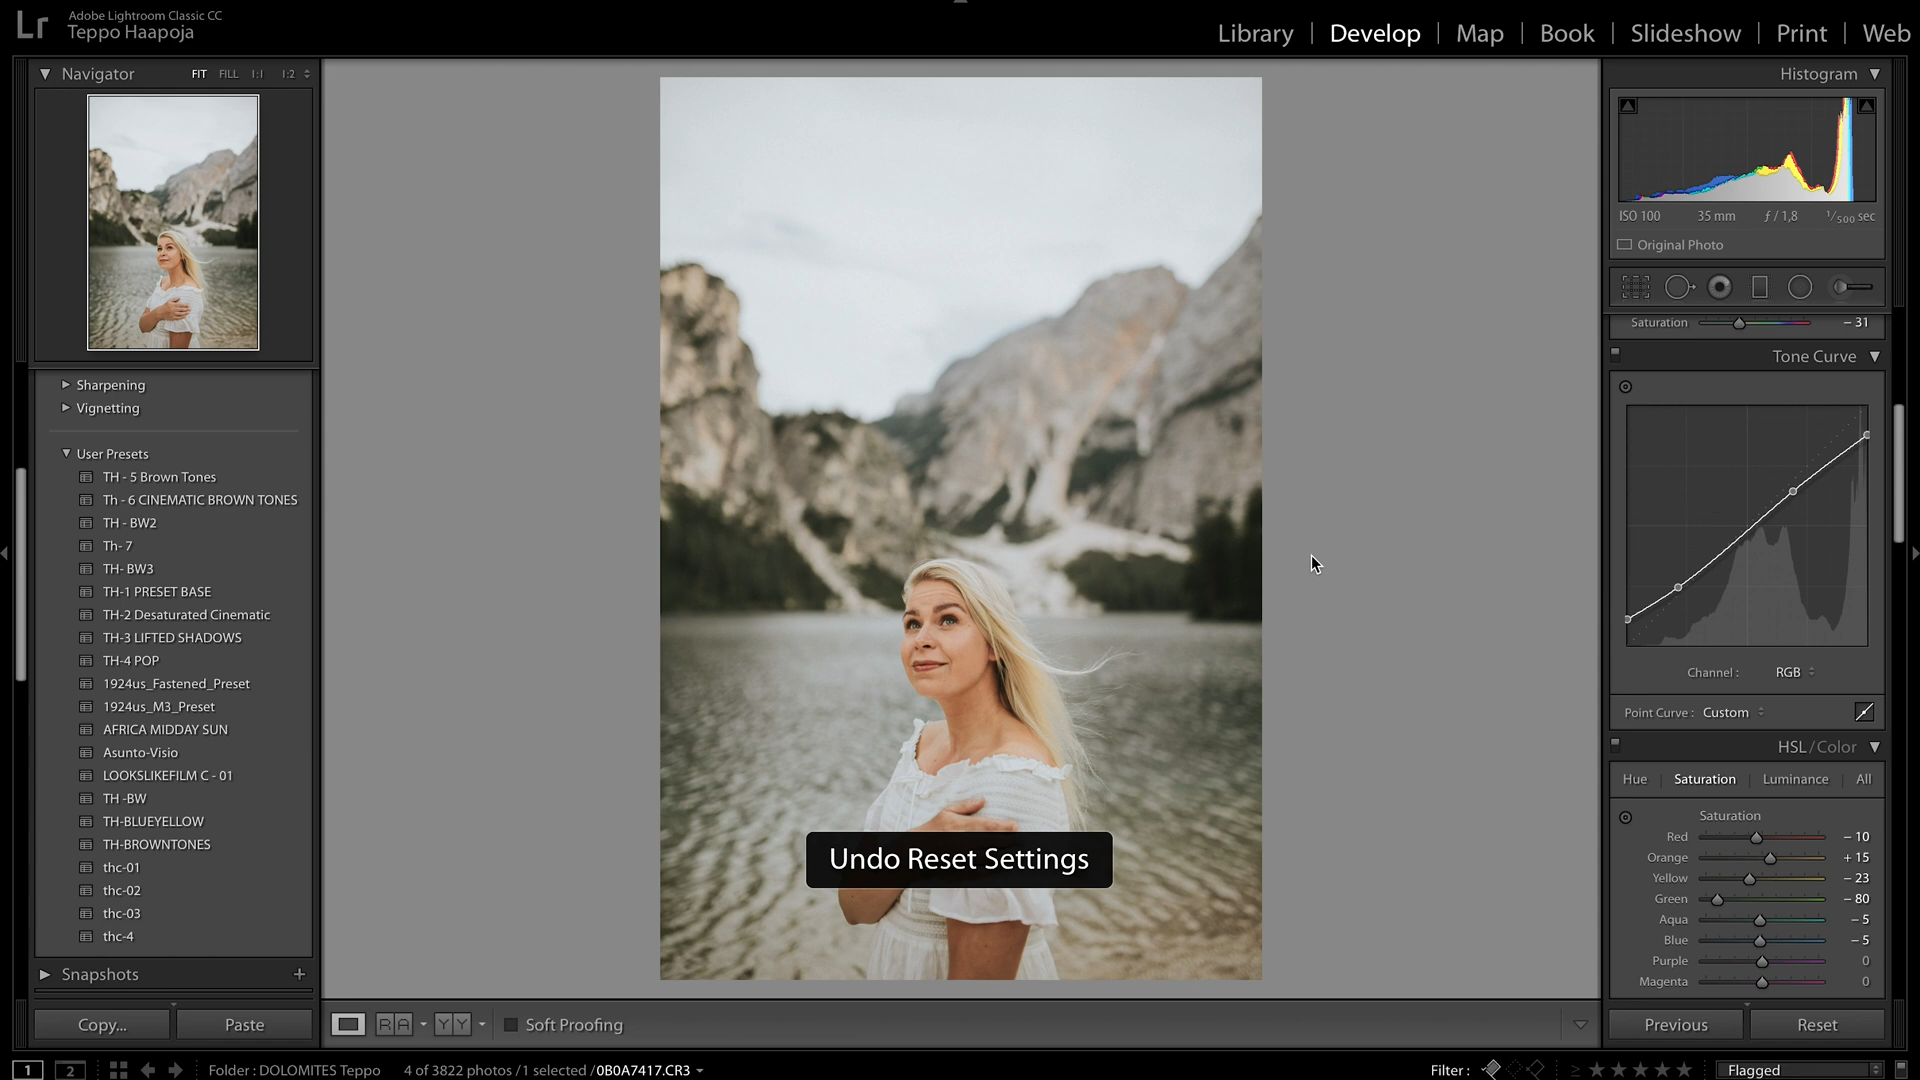 Lr
Adobe Lightroom Classic CC
Teppo Haapoja
Library | Develop | Map | Book | Slideshow | Print | Web
Navigator FIT FILL 1:1 1:2
Sharpening
Vignetting
User Presets
TH - 5 Brown Tones
Th - 6 CINEMATIC BROWN TONES
TH - BW2
Th- 7
TH- BW3
TH-1 PRESET BASE
TH-2 Desaturated Cinematic
TH-3 LIFTED SHADOWS
TH-4 POP
1924us_Fastened_Preset
1924us_M3_Preset
AFRICA MIDDAY SUN
Asunto-Visio
LOOKSLIKEFILM C - 01
TH -BW
TH-BLUEYELLOW
TH-BROWNTONES
thc-01
thc-02
thc-03
thc-4
Snapshots +
Copy... Paste
Undo Reset Settings
R A Y Y Soft Proofing
Histogram
ISO 100 35 mm ƒ / 1,8 1/500 sec
Original Photo
Saturation - 31
Tone Curve
Channel : RGB
Point Curve : Custom
HSL / Color
Hue | Saturation | Luminance | All
Saturation
Red - 10
Orange + 15
Yellow - 23
Green - 80
Aqua - 5
Blue - 5
Purple 0
Magenta 0
Previous Reset
1 2 Folder : DOLOMITES Teppo 4 of 3822 photos / 1 selected / 0B0A7417.CR3 Filter : ≥ ★★★★★ Flagged